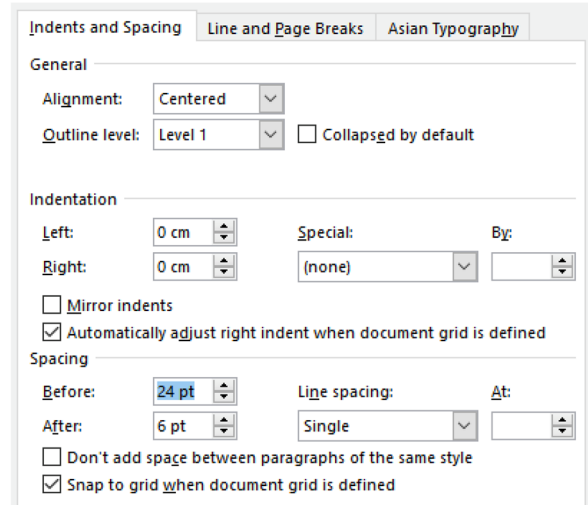 Indents and Spacing Line and Page Breaks Asian Typography
General
Alignment: Centered
Outline level: Level 1 Collapsed by default
Indentation
Left: 0 cm Special: By:
Right: 0 cm (none)
Mirror indents
Automatically adjust right indent when document grid is defined
Spacing
Before: 24 pt Line spacing: At:
After: 6 pt Single
Don't add space between paragraphs of the same style
Snap to grid when document grid is defined